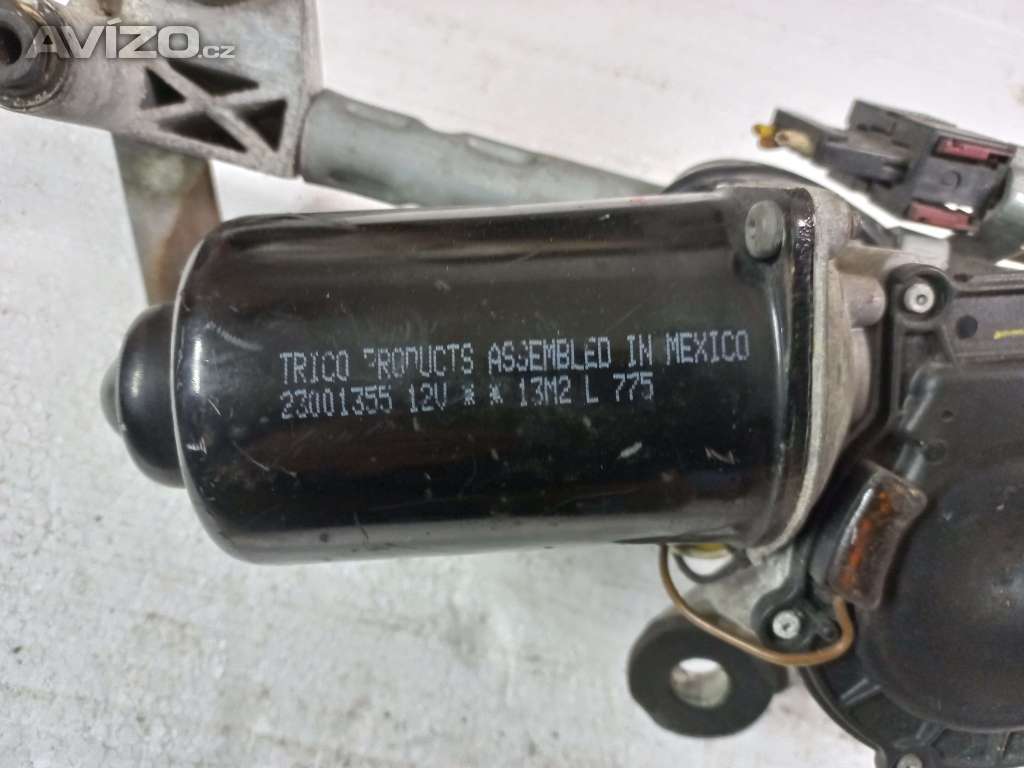 AVÍZO.cz
TRICO PRODUCTS ASSEMBLED IN MEXICO
23001355 12V * * 13M2 L 775